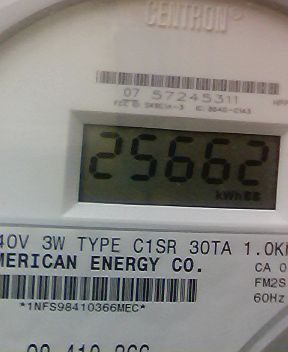 CENTRON®
07 57245311
25662
kWh
40V 3W TYPE C1SR 30TA 1.0K
MERICAN ENERGY CO.
CA 0
FM2S
60Hz
*1NFS98410366MEC*